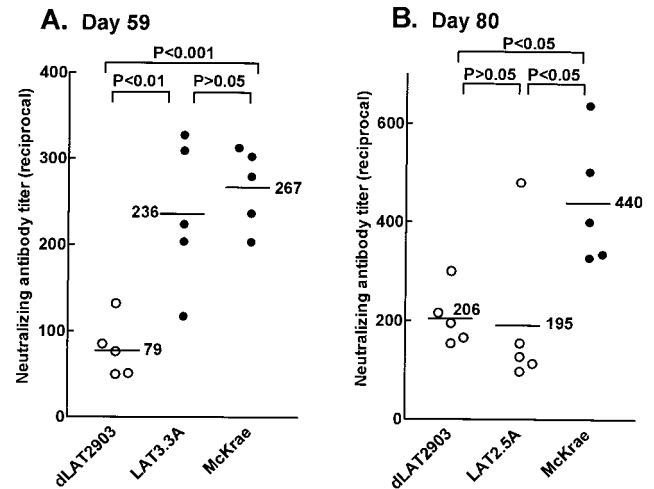 A. Day 59
P<0.001
P<0.01 P>0.05
Neutralizing antibody titer (reciprocal)
400
300
200
100
0
236
267
79
dLAT2903 LAT3.3A McKrae
B. Day 80
P<0.05
P>0.05 P<0.05
Neutralizing antibody titer (reciprocal)
600
400
200
0
440
206
195
dLAT2903 LAT2.5A McKrae